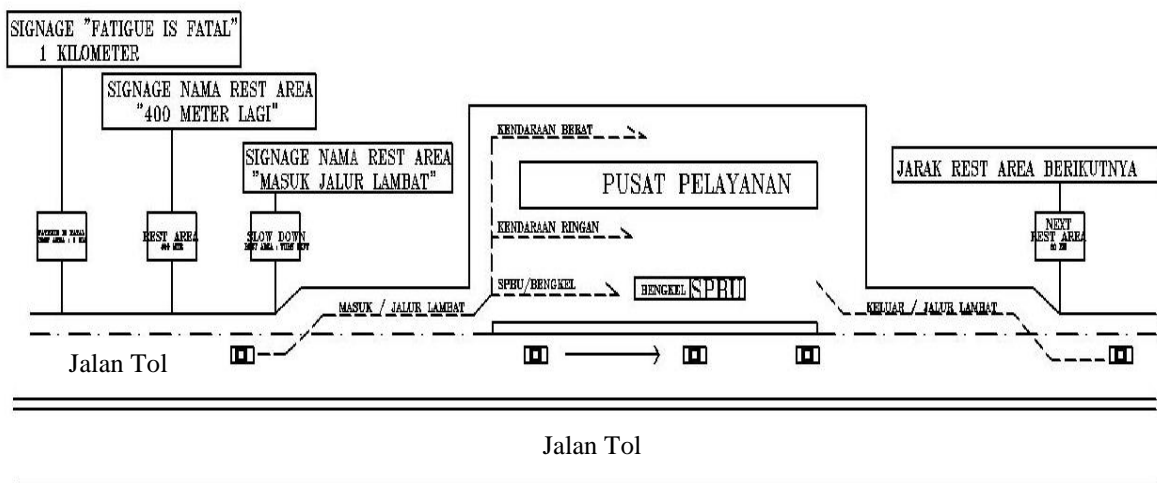 SIGNAGE "FATIGUE IS FATAL"
1 KILOMETER
SIGNAGE NAMA REST AREA
"400 METER LAGI"
SIGNAGE NAMA REST AREA
"MASUK JALUR LAMBAT"
KENDARAAN BERAT
PUSAT PELAYANAN
JARAK REST AREA BERIKUTNYA
REST AREA
SLOW DOWN
KENDARAAN RINGAN
NEXT
REST AREA
SPBU/BENGKEL
BENGKEL SPBU
MASUK / JALUR LAMBAT
KELUAR / JALUR LAMBAT
Jalan Tol
Jalan Tol